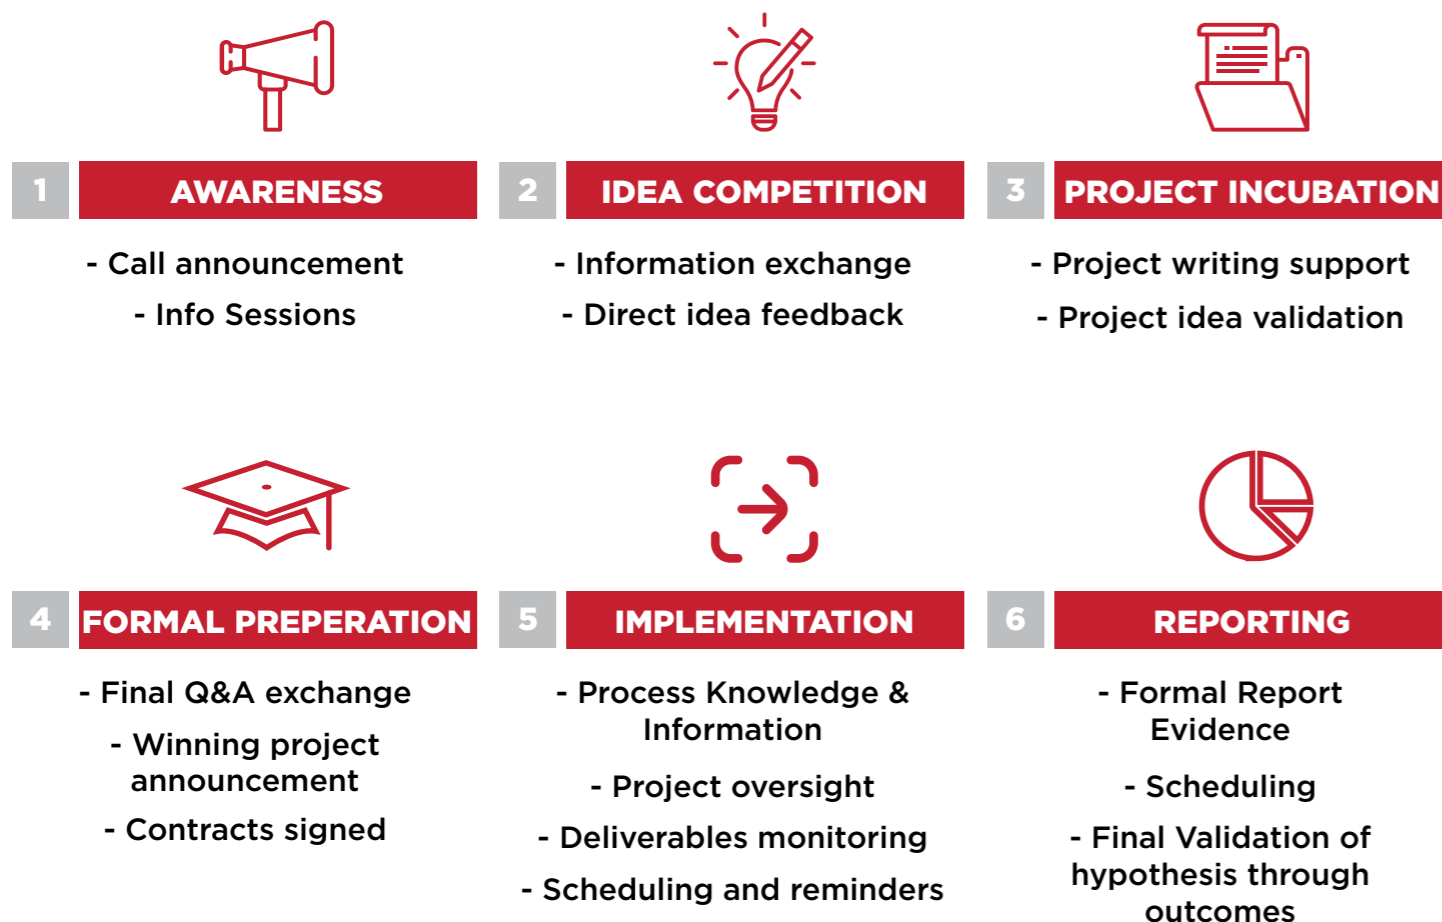 1 AWARENESS
- Call announcement
- Info Sessions
2 IDEA COMPETITION
- Information exchange
- Direct idea feedback
3 PROJECT INCUBATION
- Project writing support
- Project idea validation
4 FORMAL PREPERATION
- Final Q&A exchange
- Winning project
announcement
- Contracts signed
5 IMPLEMENTATION
- Process Knowledge &
Information
- Project oversight
- Deliverables monitoring
- Scheduling and reminders
6 REPORTING
- Formal Report
Evidence
- Scheduling
- Final Validation of
hypothesis through
outcomes